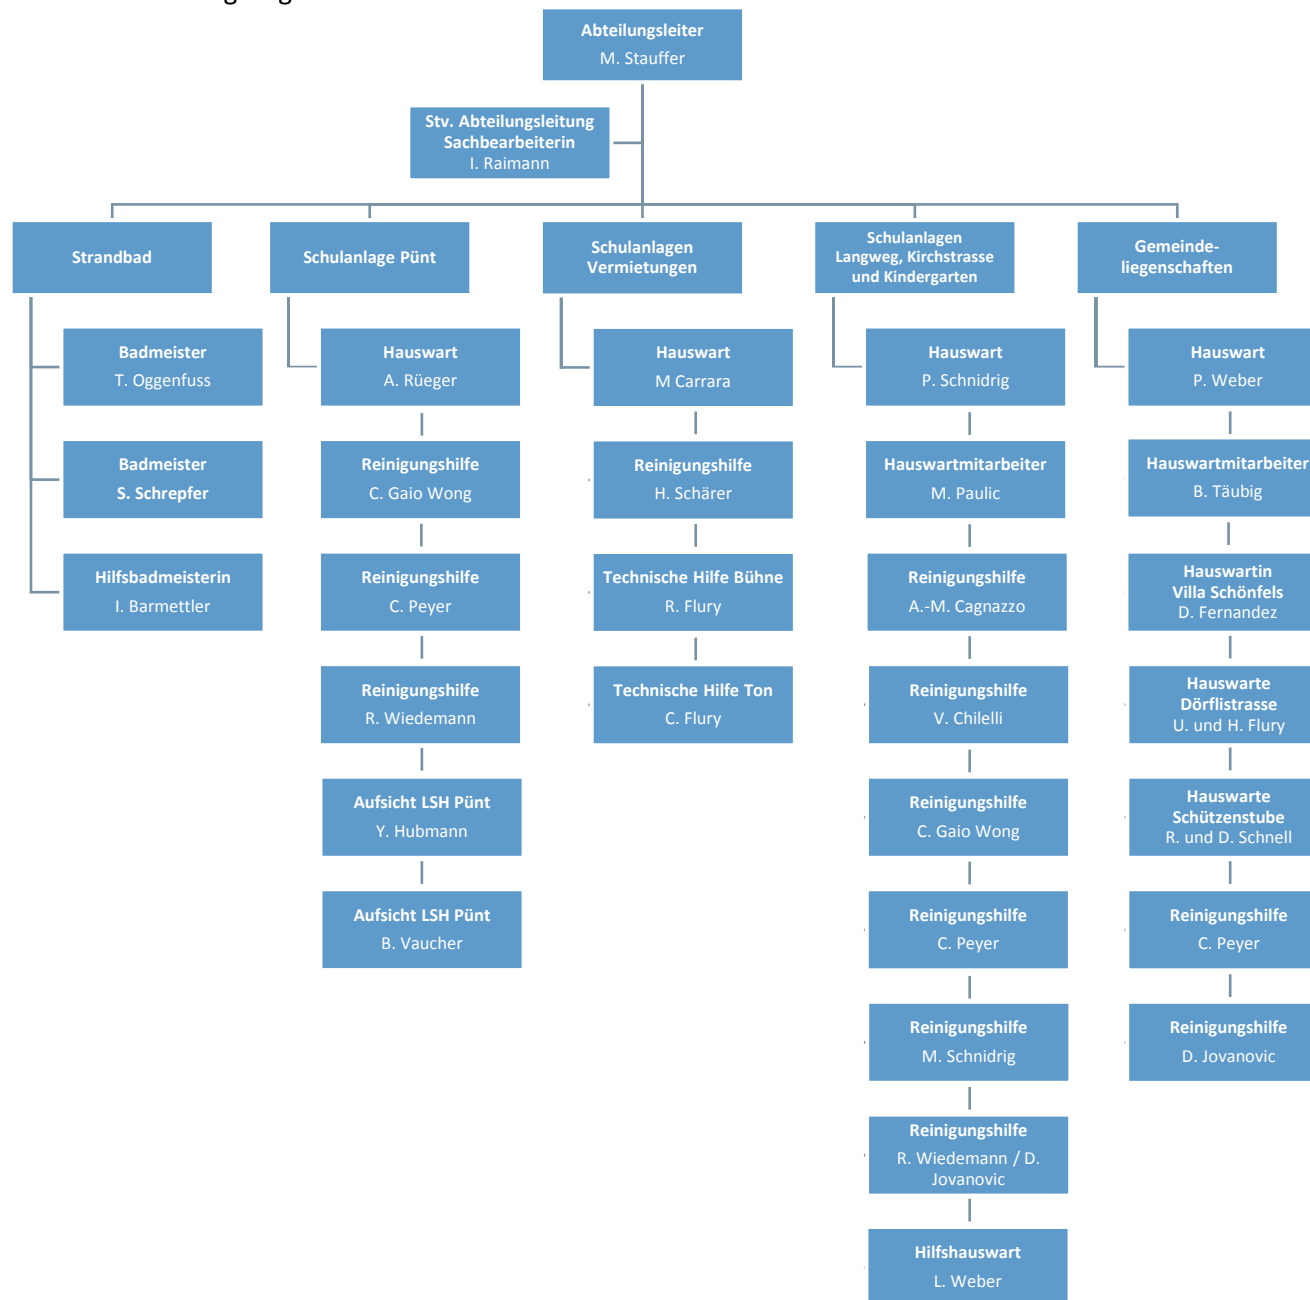 Abteilungsleiter
M. Stauffer
Stv. Abteilungsleitung
Sachbearbeiterin
I. Raimann
Strandbad
Badmeister
T. Oggenfuss
Badmeister
S. Schrepfer
Hilfsbadmeisterin
I. Barmettler
Schulanlage Pünt
Hauswart
A. Rüeger
Reinigungshilfe
C. Gaio Wong
Reinigungshilfe
C. Peyer
Reinigungshilfe
R. Wiedemann
Aufsicht LSH Pünt
Y. Hubmann
Aufsicht LSH Pünt
B. Vaucher
Schulanlagen
Vermietungen
Hauswart
M Carrara
Reinigungshilfe
H. Schärer
Technische Hilfe Bühne
R. Flury
Technische Hilfe Ton
C. Flury
Schulanlagen
Langweg, Kirchstrasse
und Kindergarten
Hauswart
P. Schnidrig
Hauswartmitarbeiter
M. Paulic
Reinigungshilfe
A.-M. Cagnazzo
Reinigungshilfe
V. Chilelli
Reinigungshilfe
C. Gaio Wong
Reinigungshilfe
C. Peyer
Reinigungshilfe
M. Schnidrig
Reinigungshilfe
R. Wiedemann / D.
Jovanovic
Hilfshauswart
L. Weber
Gemeinde-
liegenschaften
Hauswart
P. Weber
Hauswartmitarbeiter
B. Täubig
Hauswartin
Villa Schönfels
D. Fernandez
Hauswarte
Dörflistrasse
U. und H. Flury
Hauswarte
Schützenstube
R. und D. Schnell
Reinigungshilfe
C. Peyer
Reinigungshilfe
D. Jovanovic